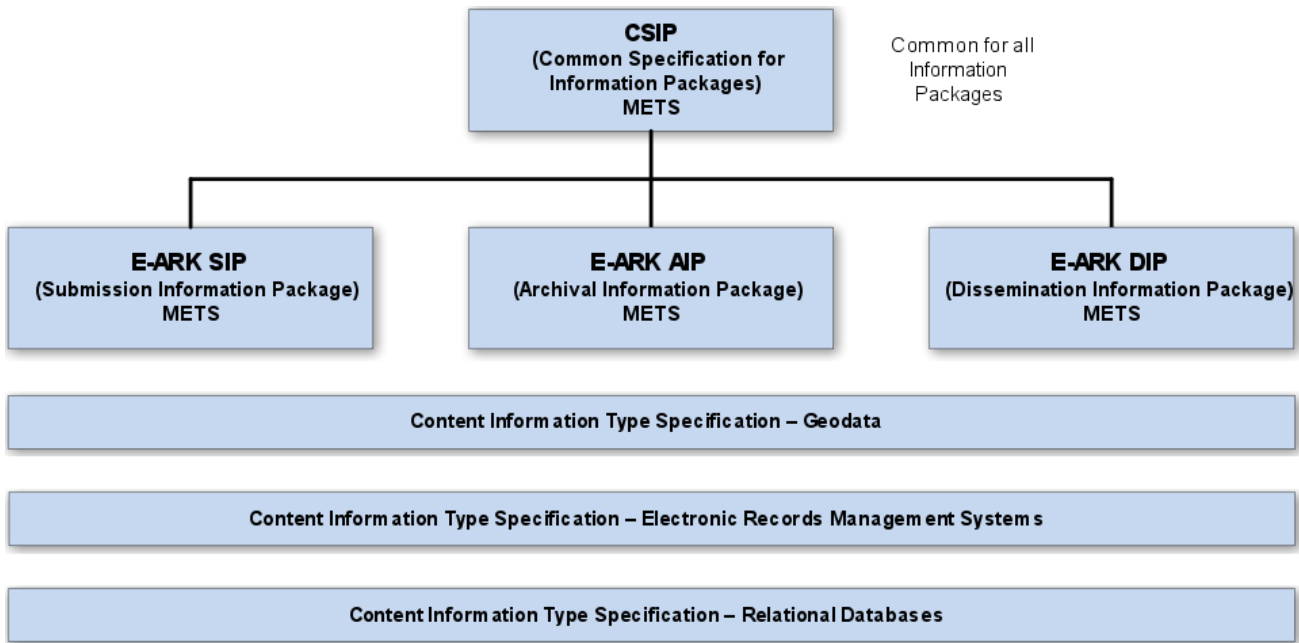 CSIP
(Common Specification for
Information Packages)
METS
Common for all
Information
Packages
E-ARK SIP
(Submission Information Package)
METS
E-ARK AIP
(Archival Information Package)
METS
E-ARK DIP
(Dissemination Information Package)
METS
Content Information Type Specification – Geodata
Content Information Type Specification – Electronic Records Management Systems
Content Information Type Specification – Relational Databases